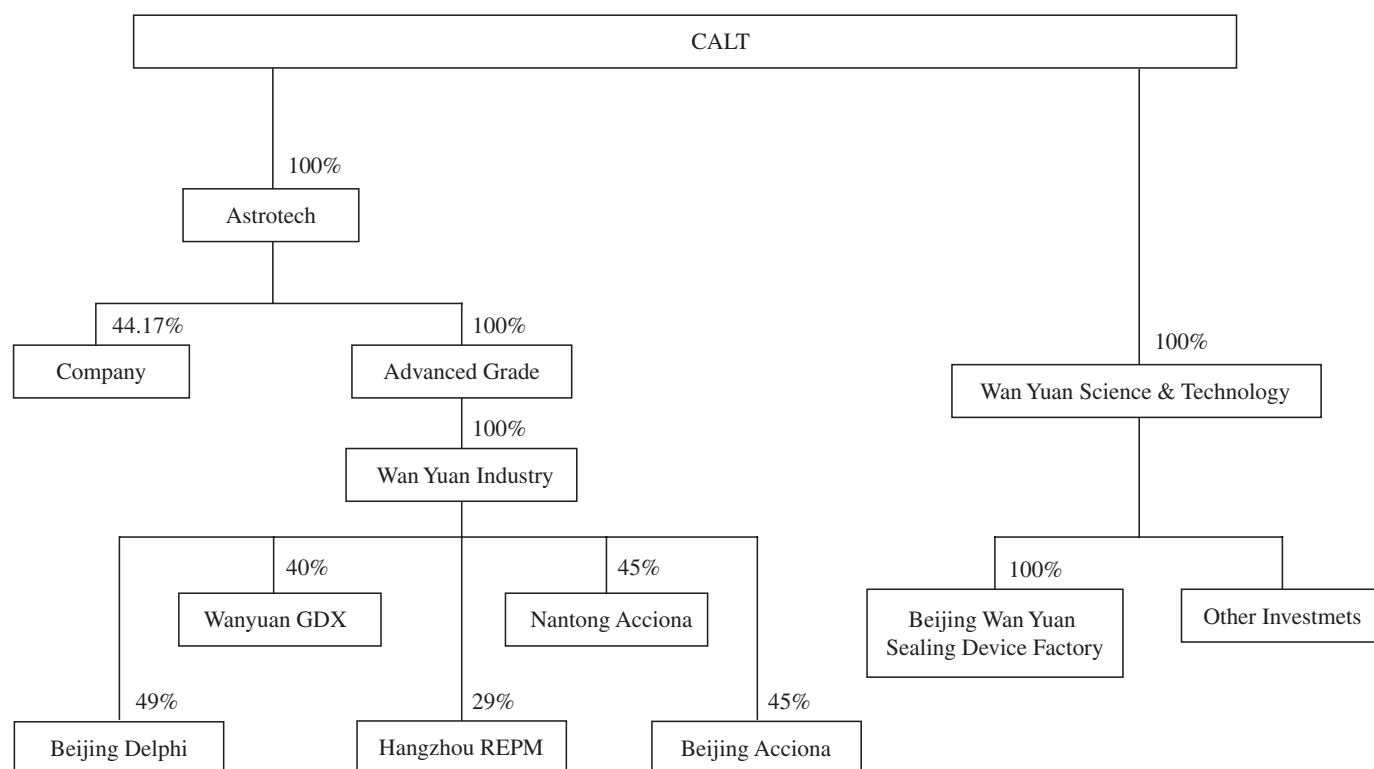 CALT
100%
Astrotech
44.17%
100%
100%
Company
Advanced Grade
Wan Yuan Science & Technology
100%
Wan Yuan Industry
40%
45%
100%
Wanyuan GDX
Nantong Acciona
Beijing Wan Yuan
Sealing Device Factory
Other Investmets
49%
29%
45%
Beijing Delphi
Hangzhou REPM
Beijing Acciona